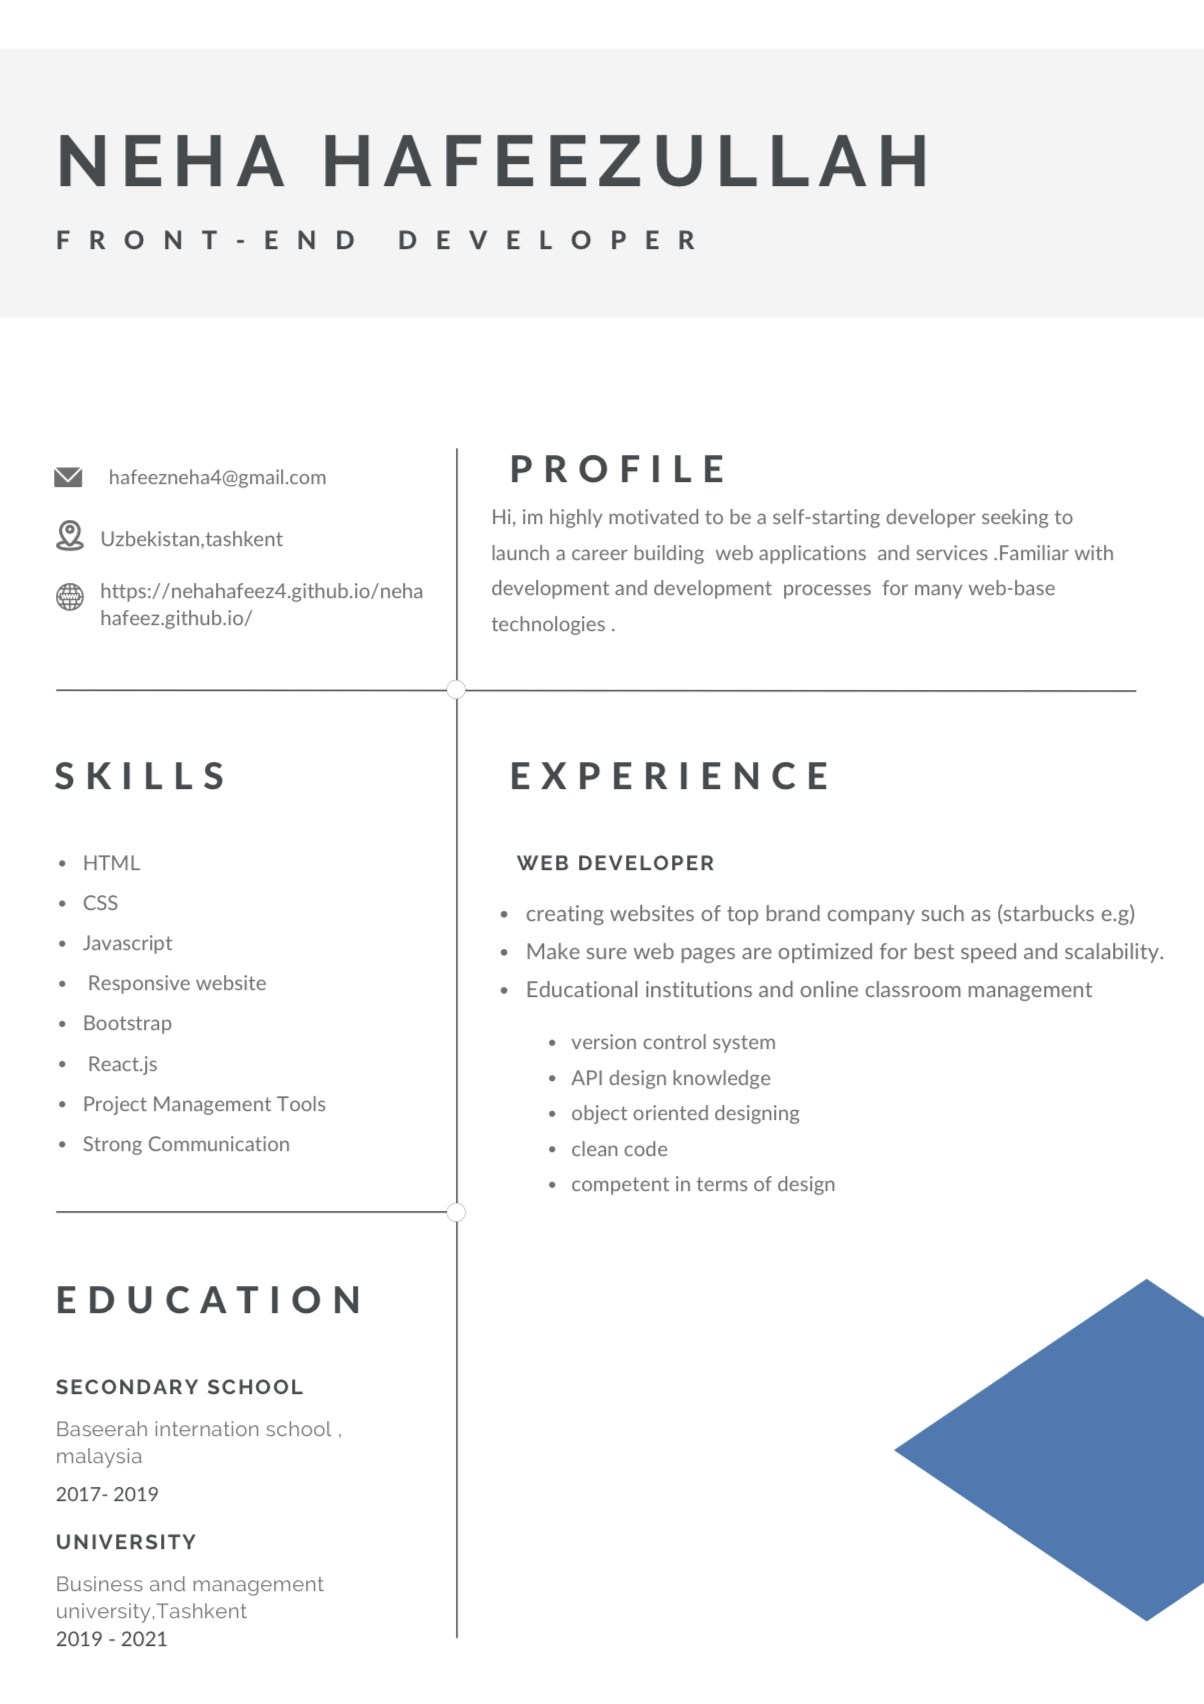 NEHA HAFEEZULLAH
FRONT-END DEVELOPER
hafeezneha4@gmail.com
Uzbekistan,tashkent
https://nehahafeez4.github.io/neha
hafeez.github.io/
PROFILE
Hi, im highly motivated to be a self-starting developer seeking to
launch a career building  web applications  and services .Familiar with
development and development  processes  for many web-base
technologies .
SKILLS
• HTML
• CSS
• Javascript
• Responsive website
• Bootstrap
• React.js
• Project Management Tools
• Strong Communication
EXPERIENCE
WEB DEVELOPER
• creating websites of top brand company such as (starbucks e.g)
• Make sure web pages are optimized for best speed and scalability.
• Educational institutions and online classroom management
• version control system
• API design knowledge
• object oriented designing
• clean code
• competent in terms of design
EDUCATION
SECONDARY SCHOOL
Baseerah internation school ,
malaysia
2017- 2019
UNIVERSITY
Business and management
university,Tashkent
2019 - 2021